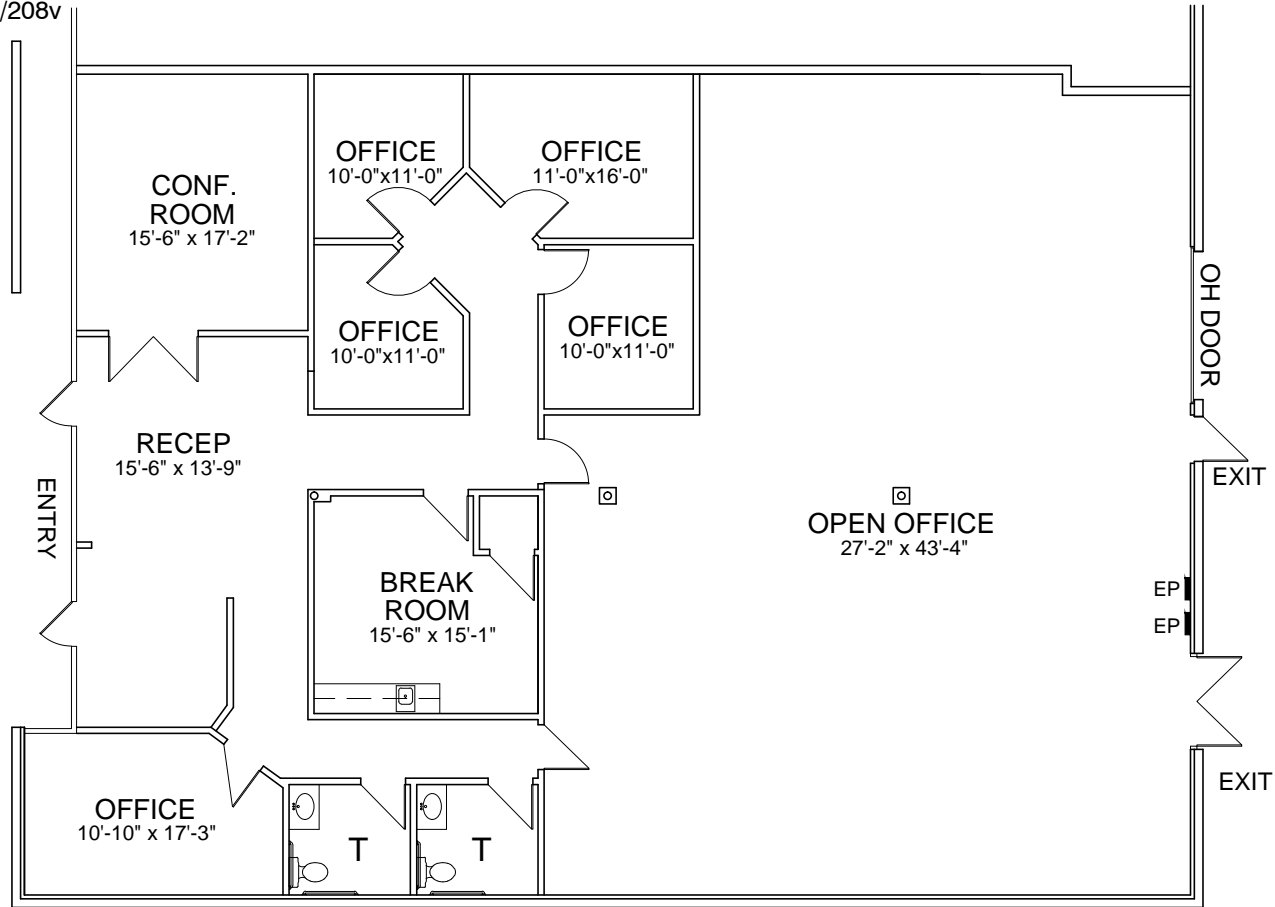 /208v
OFFICE
10'-0"x11'-0"
OFFICE
11'-0"x16'-0"
CONF.
ROOM
15'-6" x 17'-2"
OFFICE
10'-0"x11'-0"
OFFICE
10'-0"x11'-0"
OH DOOR
RECEP
15'-6" x 13'-9"
ENTRY
EXIT
OPEN OFFICE
27'-2" x 43'-4"
BREAK
ROOM
15'-6" x 15'-1"
EP
EP
EXIT
OFFICE
10'-10" x 17'-3"
T
T